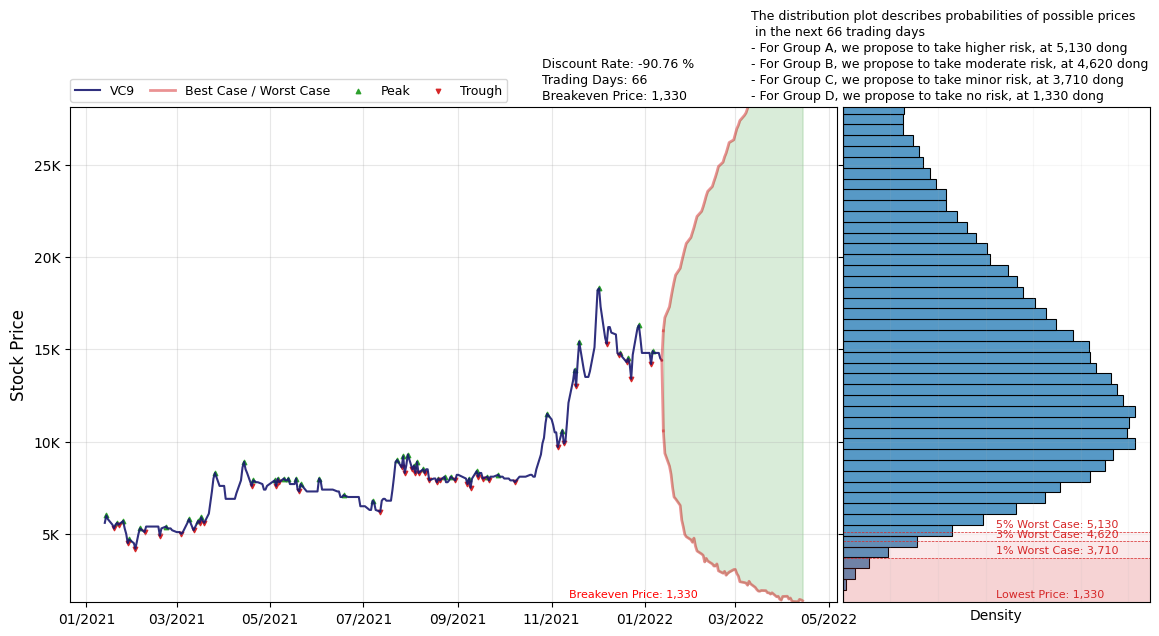 The distribution plot describes probabilities of possible prices
in the next 66 trading days
- For Group A, we propose to take higher risk, at 5,130 dong
- For Group B, we propose to take moderate risk, at 4,620 dong
- For Group C, we propose to take minor risk, at 3,710 dong
- For Group D, we propose to take no risk, at 1,330 dong
Discount Rate: -90.76 %
Trading Days: 66
Breakeven Price: 1,330
VC9
Best Case / Worst Case
Peak
Trough
Stock Price
25K
20K
15K
10K
5K
Breakeven Price: 1,330
01/2021
03/2021
05/2021
07/2021
09/2021
11/2021
01/2022
03/2022
05/2022
5% Worst Case: 5,130
3% Worst Case: 4,620
1% Worst Case: 3,710
Lowest Price: 1,330
Density